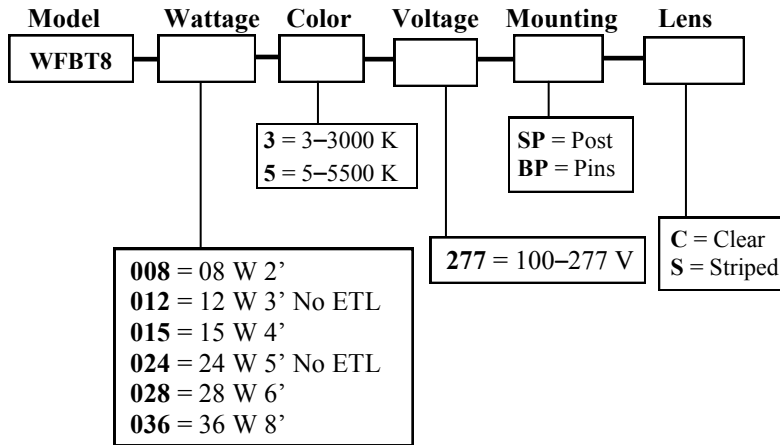 Model Wattage Color Voltage Mounting Lens
WFBT8
3 = 3–3000 K
5 = 5–5500 K
SP = Post
BP = Pins
C = Clear
S = Striped
277 = 100–277 V
008 = 08 W 2’
012 = 12 W 3’ No ETL
015 = 15 W 4’
024 = 24 W 5’ No ETL
028 = 28 W 6’
036 = 36 W 8’